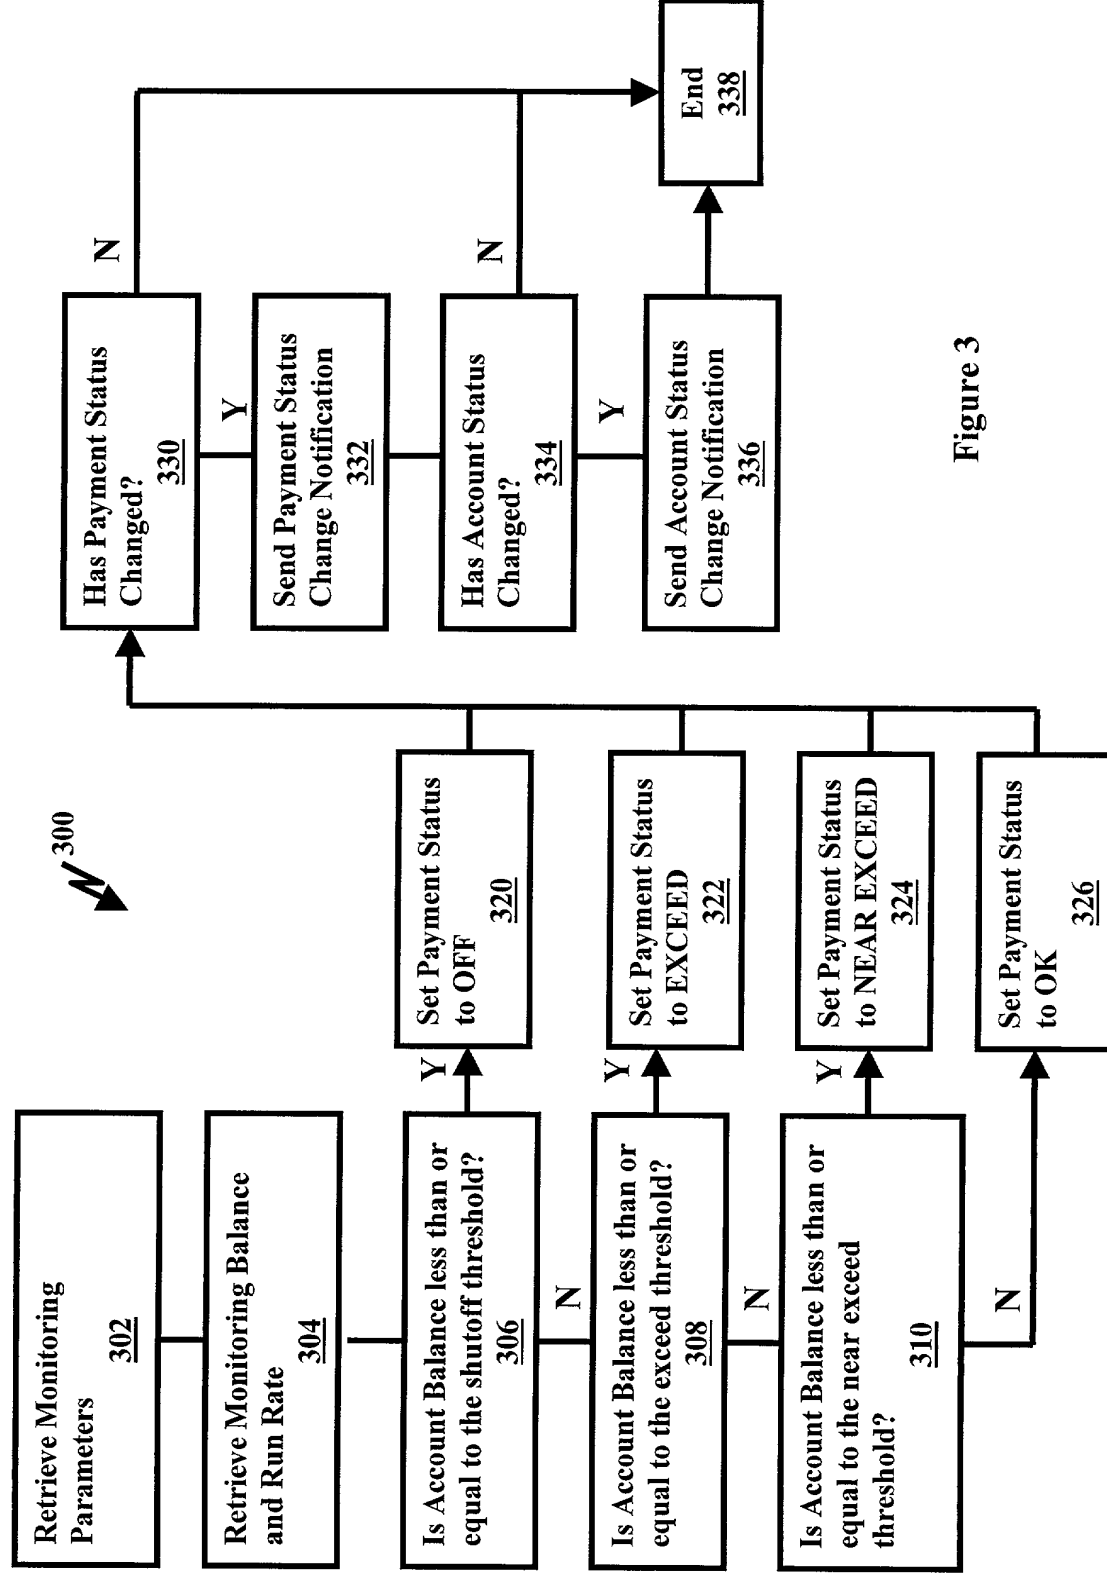 300
Retrieve Monitoring
Parameters
302
Retrieve Monitoring Balance
and Run Rate
304
Is Account Balance less than or
equal to the shutoff threshold?
306
Y
N
Is Account Balance less than or
equal to the exceed threshold?
308
Y
N
Is Account Balance less than or
equal to the near exceed
threshold?
310
Y
N
Set Payment Status
to OFF
320
Set Payment Status
to EXCEED
322
Set Payment Status
to NEAR EXCEED
324
Set Payment Status
to OK
326
Has Payment Status
Changed?
330
N
Y
Send Payment Status
Change Notification
332
Has Account Status
Changed?
334
N
Y
Send Account Status
Change Notification
336
End
338
Figure 3